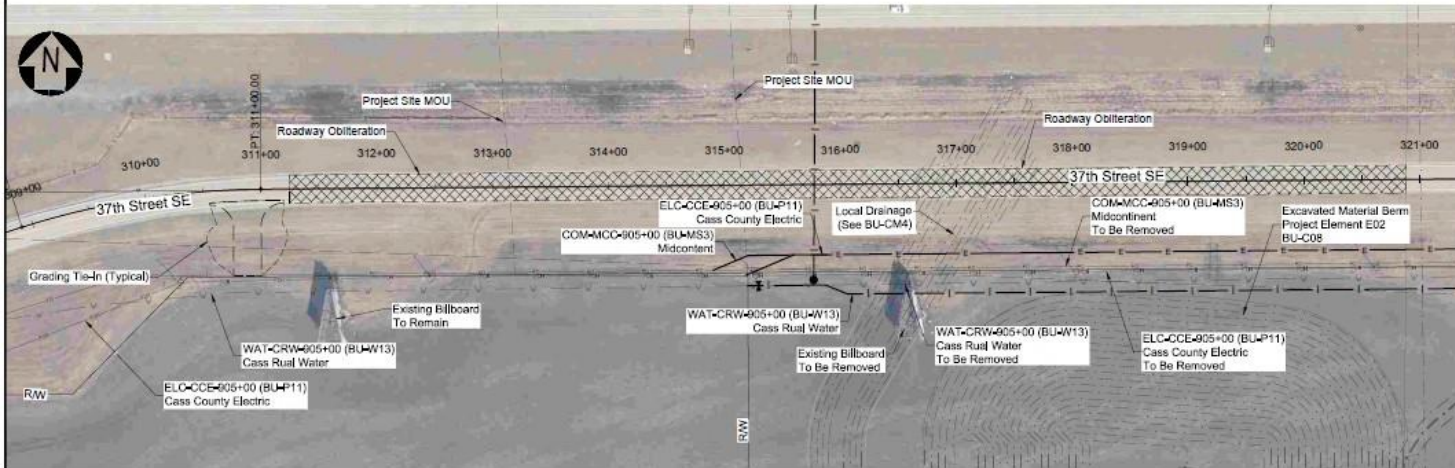 N
Project Site MOU
Project Site MOU
Roadway Obliteration
Roadway Obliteration
PT: 311+00.00
309+00
310+00
311+00
312+00
313+00
314+00
315+00
316+00
317+00
318+00
319+00
320+00
321+00
37th Street SE
37th Street SE
ELC-CCE-905+00 (BU-P11)
Cass County Electric
Local Drainage
(See BU-CM4)
COM-MCC-905+00 (BU-MS3)
Midcontinent
To Be Removed
Excavated Material Berm
Project Element E02
BU-C08
COM-MCC-905+00 (BU-MS3)
Midcontent
Grading Tie-In (Typical)
Existing Billboard
To Remain
WAT-CRW-905+00 (BU-W13)
Cass Rual Water
WAT-CRW-905+00 (BU-W13)
Cass Rual Water
Existing Billboard
To Be Removed
WAT-CRW-905+00 (BU-W13)
Cass Rual Water
To Be Removed
ELC-CCE-905+00 (BU-P11)
Cass County Electric
To Be Removed
R/W
ELC-CCE-905+00 (BU-P11)
Cass County Electric
R/W